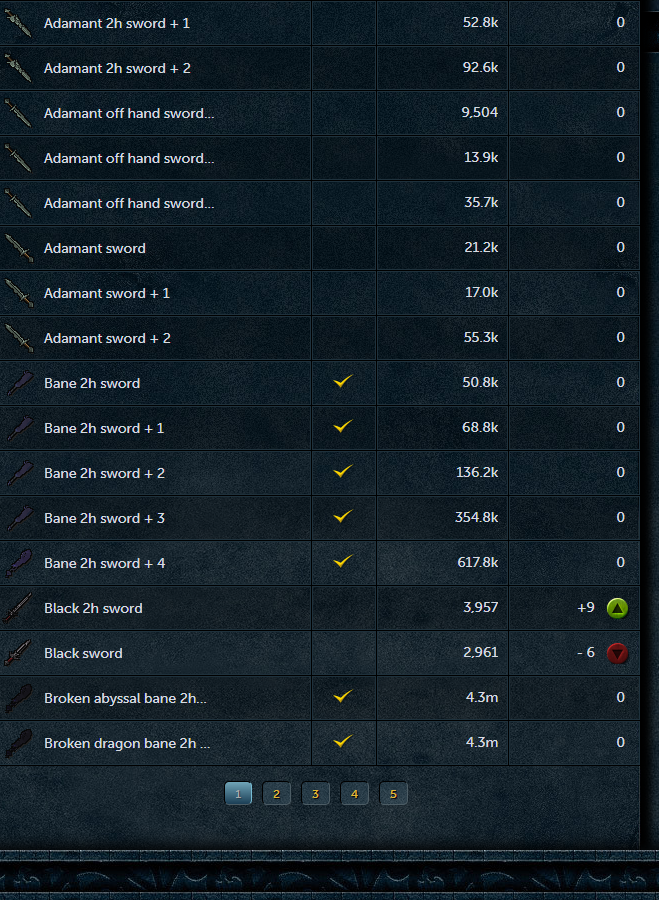 Adamant 2h sword + 1 52.8k 0
Adamant 2h sword + 2 92.6k 0
Adamant off hand sword... 9,504 0
Adamant off hand sword... 13.9k 0
Adamant off hand sword... 35.7k 0
Adamant sword 21.2k 0
Adamant sword + 1 17.0k 0
Adamant sword + 2 55.3k 0
Bane 2h sword 50.8k 0
Bane 2h sword + 1 68.8k 0
Bane 2h sword + 2 136.2k 0
Bane 2h sword + 3 354.8k 0
Bane 2h sword + 4 617.8k 0
Black 2h sword 3,957 +9
Black sword 2,961 - 6
Broken abyssal bane 2h... 4.3m 0
Broken dragon bane 2h ... 4.3m 0
1 2 3 4 5